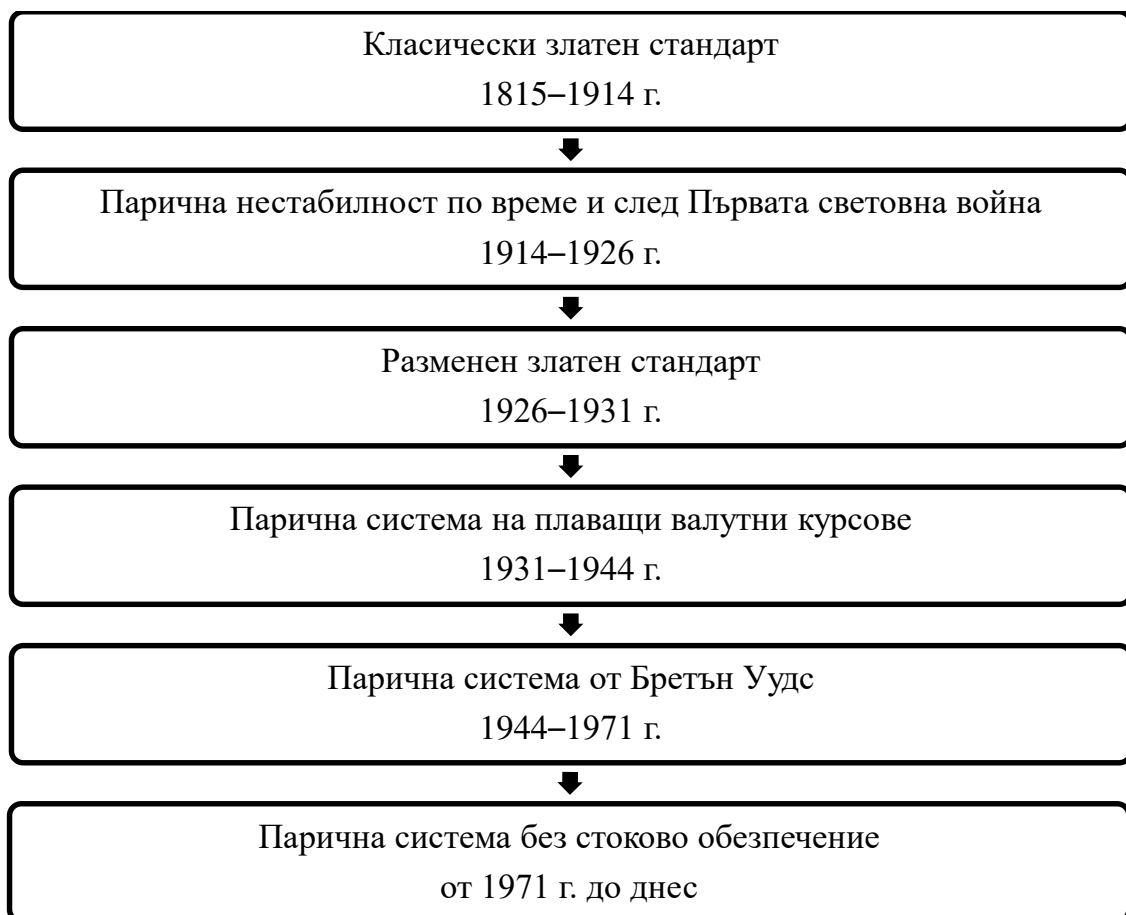 Класически златен стандарт
1815–1914 г.
Парична нестабилност по време и след Първата световна война
1914–1926 г.
Разменен златен стандарт
1926–1931 г.
Парична система на плаващи валутни курсове
1931–1944 г.
Парична система от Бретън Уудс
1944–1971 г.
Парична система без стоково обезпечение
от 1971 г. до днес